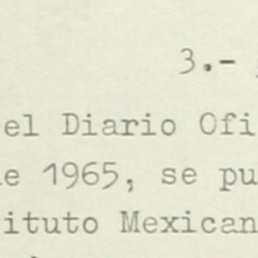 3.-
el Diario Ofi
e 1965, se pu
ituto Mexican